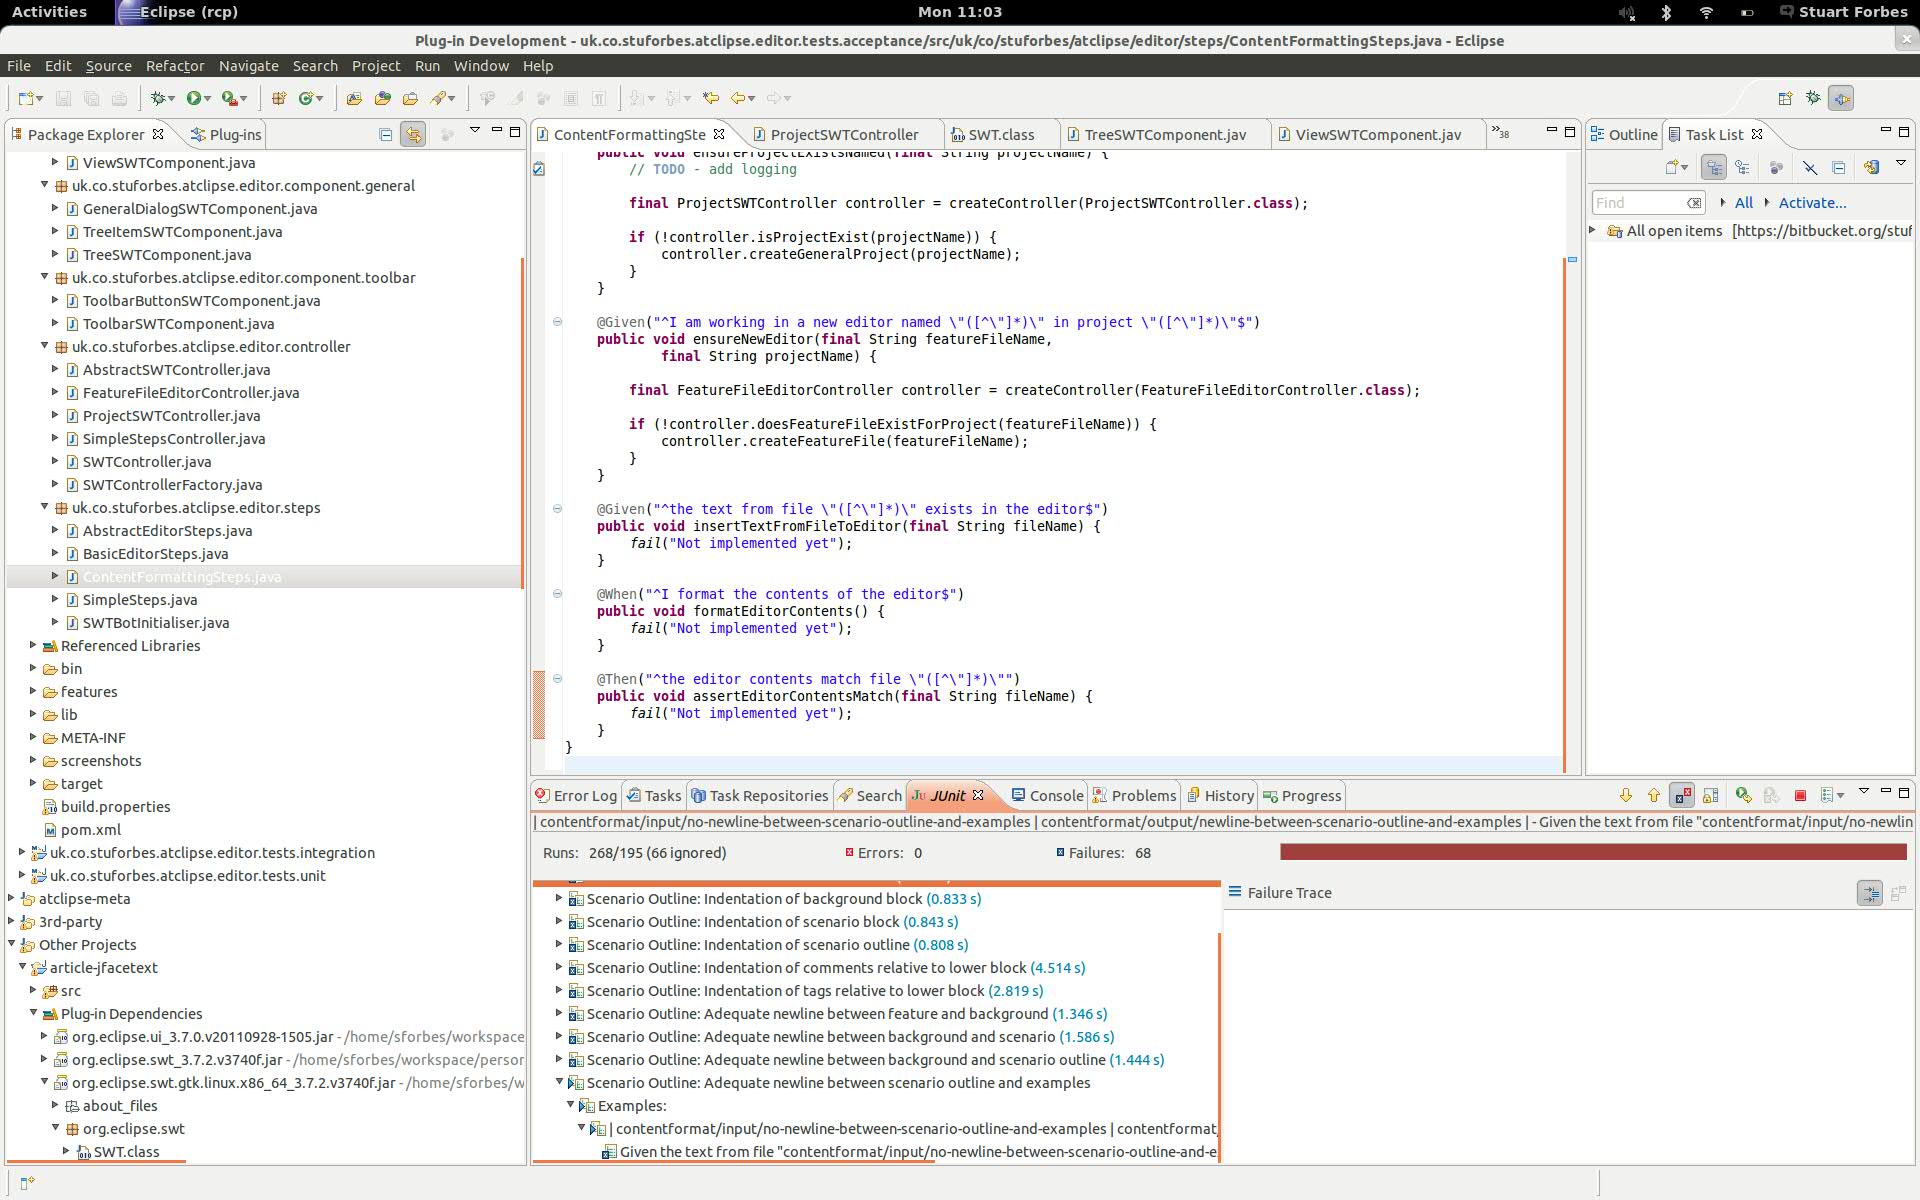 Activities
Eclipse (rcp)
Mon 11:03
Stuart Forbes
Plug-in Development - uk.co.stuforbes.atclipse.editor.tests.acceptance/src/uk/co/stuforbes/atclipse/editor/steps/ContentFormattingSteps.java - Eclipse
File Edit Source Refactor Navigate Search Project Run Window Help
Package Explorer
Plug-ins
ViewSWTComponent.java
uk.co.stuforbes.atclipse.editor.component.general
GeneralDialogSWTComponent.java
TreeItemSWTComponent.java
TreeSWTComponent.java
uk.co.stuforbes.atclipse.editor.component.toolbar
ToolbarButtonSWTComponent.java
ToolbarSWTComponent.java
uk.co.stuforbes.atclipse.editor.controller
AbstractSWTController.java
FeatureFileEditorController.java
ProjectSWTController.java
SimpleStepsController.java
SWTController.java
SWTControllerFactory.java
uk.co.stuforbes.atclipse.editor.steps
AbstractEditorSteps.java
BasicEditorSteps.java
ContentFormattingSteps.java
SimpleSteps.java
SWTBotInitialiser.java
Referenced Libraries
bin
features
lib
META-INF
screenshots
target
build.properties
pom.xml
uk.co.stuforbes.atclipse.editor.tests.integration
uk.co.stuforbes.atclipse.editor.tests.unit
atclipse-meta
3rd-party
Other Projects
article-jfacetext
src
Plug-in Dependencies
org.eclipse.ui_3.7.0.v20110928-1505.jar - /home/sforbes/workspace
org.eclipse.swt_3.7.2.v3740f.jar - /home/sforbes/workspace/person
org.eclipse.swt.gtk.linux.x86_64_3.7.2.v3740f.jar - /home/sforbes/w
about_files
org.eclipse.swt
SWT.class
ContentFormattingSte
ProjectSWTController
SWT.class
TreeSWTComponent.jav
ViewSWTComponent.jav
»38
public void ensureProjectExistsNamed(final String projectName) {
// TODO - add logging
final ProjectSWTController controller = createController(ProjectSWTController.class);
if (!controller.isProjectExist(projectName)) {
controller.createGeneralProject(projectName);
}
}
@Given("^I am working in a new editor named \"([^\"]*)\" in project \"([^\"]*)\"$")
public void ensureNewEditor(final String featureFileName,
final String projectName) {
final FeatureFileEditorController controller = createController(FeatureFileEditorController.class);
if (!controller.doesFeatureFileExistForProject(featureFileName)) {
controller.createFeatureFile(featureFileName);
}
}
@Given("^the text from file \"([^\"]*)\" exists in the editor$")
public void insertTextFromFileToEditor(final String fileName) {
fail("Not implemented yet");
}
@When("^I format the contents of the editor$")
public void formatEditorContents() {
fail("Not implemented yet");
}
@Then("^the editor contents match file \"([^\"]*)\"")
public void assertEditorContentsMatch(final String fileName) {
fail("Not implemented yet");
}
}
Outline
Task List
Find
All
Activate...
All open items [https://bitbucket.org/stuf
Error Log
Tasks
Task Repositories
Search
JUnit
Console
Problems
History
Progress
| contentformat/input/no-newline-between-scenario-outline-and-examples | contentformat/output/newline-between-scenario-outline-and-examples | - Given the text from file "contentformat/input/no-newlin
Runs: 268/195 (66 ignored)
Errors: 0
Failures: 68
Scenario Outline: Indentation of background block (0.833 s)
Scenario Outline: Indentation of scenario block (0.843 s)
Scenario Outline: Indentation of scenario outline (0.808 s)
Scenario Outline: Indentation of comments relative to lower block (4.514 s)
Scenario Outline: Indentation of tags relative to lower block (2.819 s)
Scenario Outline: Adequate newline between feature and background (1.346 s)
Scenario Outline: Adequate newline between background and scenario (1.586 s)
Scenario Outline: Adequate newline between background and scenario outline (1.444 s)
Scenario Outline: Adequate newline between scenario outline and examples
Examples:
| contentformat/input/no-newline-between-scenario-outline-and-examples | contentformat,
Given the text from file "contentformat/input/no-newline-between-scenario-outline-and-e
Failure Trace